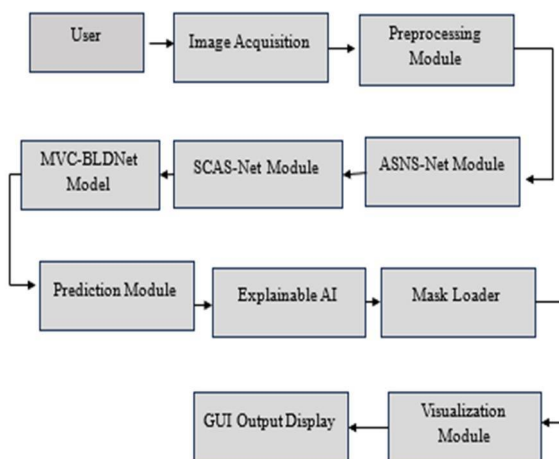 User
Image Acquisition
Preprocessing
Module
ASNS-Net Module
SCAS-Net Module
MVC-BLDNet
Model
Prediction Module
Explainable AI
Mask Loader
Visualization
Module
GUI Output Display